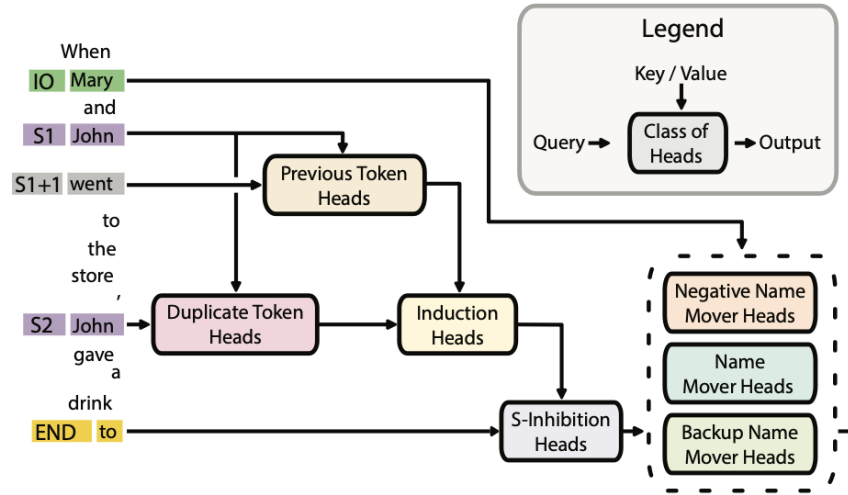 When
IO Mary
and
S1 John
S1+1 went
to
the
store
,
S2 John
gave
a
drink
END to
Previous Token
Heads
Duplicate Token
Heads
Induction
Heads
S-Inhibition
Heads
Negative Name
Mover Heads
Name
Mover Heads
Backup Name
Mover Heads
Legend
Key / Value
Query
Class of
Heads
Output